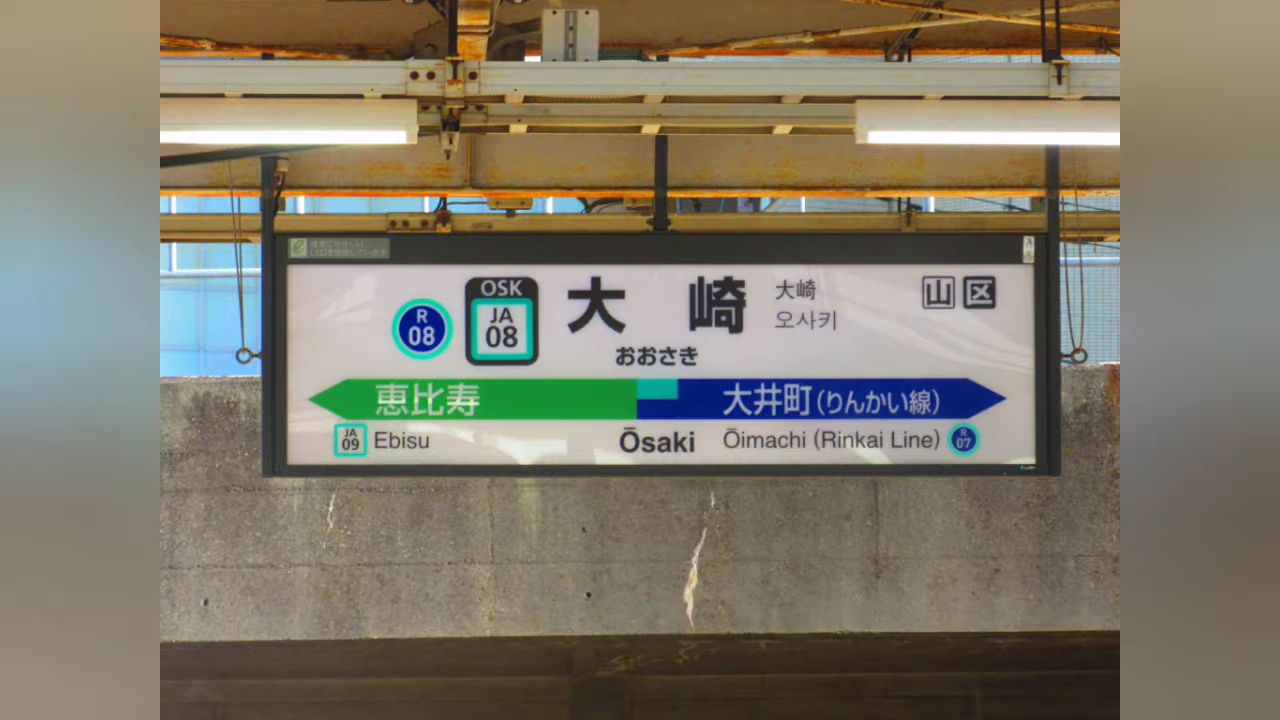 OSK
R
08
JA
08
大崎
大崎
오사키
山区
おおさき
恵比寿
大井町(りんかい線)
JA
09
Ebisu
Ōsaki
Ōimachi (Rinkai Line)
R
07